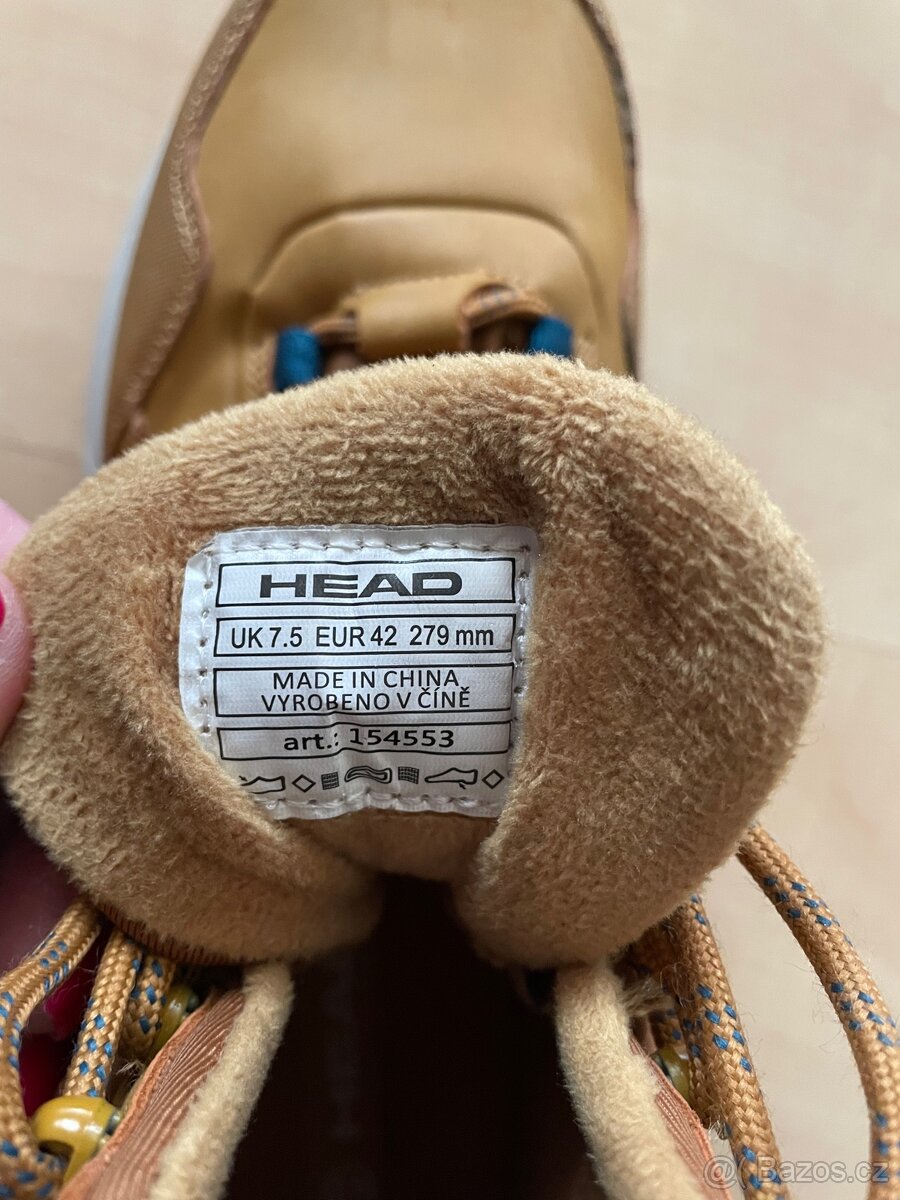 HEAD
UK 7.5 EUR 42 279 mm
MADE IN CHINA
VYROBENO V ČÍNĚ
art.: 154553
@ Bazos.cz